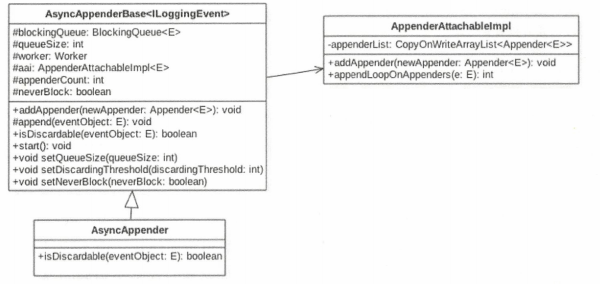 AsyncAppenderBase<ILoggingEvent>
#blockingQueue: BlockingQueue<E>
#queueSize: int
#worker: Worker
#aai: AppenderAttachableImpl<E>
#appenderCount: int
#neverBlock: boolean
+addAppender(newAppender: Appender<E>): void
#append(eventObject: E): void
+isDiscardable(eventObject: E): boolean
+start(): void
+void setQueueSize(queueSize: int)
+void setDiscardingThreshold(discardingThreshold: int)
+void setNeverBlock(neverBlock: boolean)
AppenderAttachableImpl
-appenderList: CopyOnWriteArrayList<Appender<E>>
+addAppender(newAppender: Appender<E>): void
+appendLoopOnAppenders(e: E): int
AsyncAppender
+isDiscardable(eventObject: E): boolean